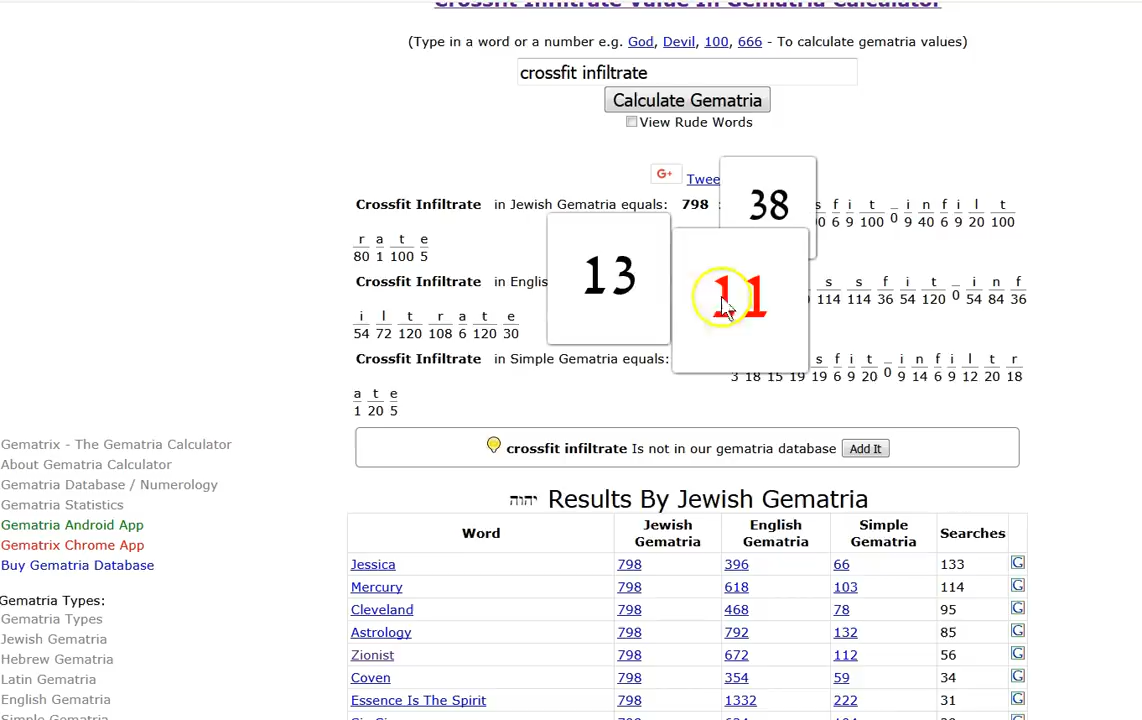 Crossfit Infiltrate Value In Gematria Calculator
(Type in a word or a number e.g. God, Devil, 100, 666 - To calculate gematria values)
crossfit infiltrate
Calculate Gematria
View Rude Words
G+ Twee
38
Crossfit Infiltrate in Jewish Gematria equals: 798 : s f i t _ i n f i l t
0 6 9 100 0 9 40 6 9 20 100
r a t e
80 1 100 5
13
11
Crossfit Infiltrate in Englis s s f i t _ i n f
114 114 36 54 120 0 54 84 36
i l t r a t e
54 72 120 108 6 120 30
Crossfit Infiltrate in Simple Gematria equals: s f i t _ i n f i l t r
3 18 15 19 19 6 9 20 0 9 14 6 9 12 20 18
a t e
1 20 5
crossfit infiltrate Is not in our gematria database Add It
Gematrix - The Gematria Calculator
About Gematria Calculator
Gematria Database / Numerology
Gematria Statistics
Gematria Android App
Gematrix Chrome App
Buy Gematria Database
Gematria Types:
Gematria Types
Jewish Gematria
Hebrew Gematria
Latin Gematria
English Gematria
Simple Gematria
יהוה Results By Jewish Gematria
Word Jewish Gematria English Gematria Simple Gematria Searches
Jessica 798 396 66 133 G
Mercury 798 618 103 114 G
Cleveland 798 468 78 95 G
Astrology 798 792 132 85 G
Zionist 798 672 112 56 G
Coven 798 354 59 34 G
Essence Is The Spirit 798 1332 222 31 G